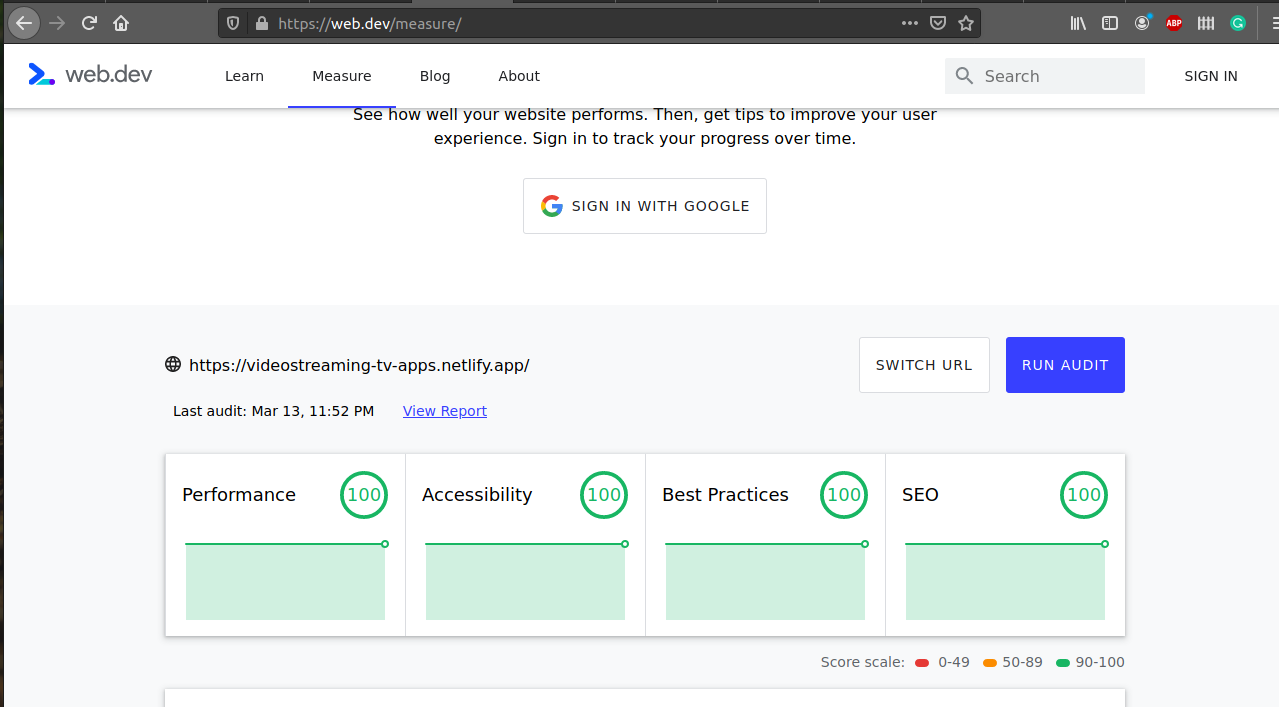 https://web.dev/measure/
ABP
web.dev
Learn
Measure
Blog
About
Search
SIGN IN
See how well your website performs. Then, get tips to improve your user
experience. Sign in to track your progress over time.
SIGN IN WITH GOOGLE
https://videostreaming-tv-apps.netlify.app/
SWITCH URL
RUN AUDIT
Last audit: Mar 13, 11:52 PM
View Report
Performance
100
Accessibility
100
Best Practices
100
SEO
100
Score scale:
0-49
50-89
90-100